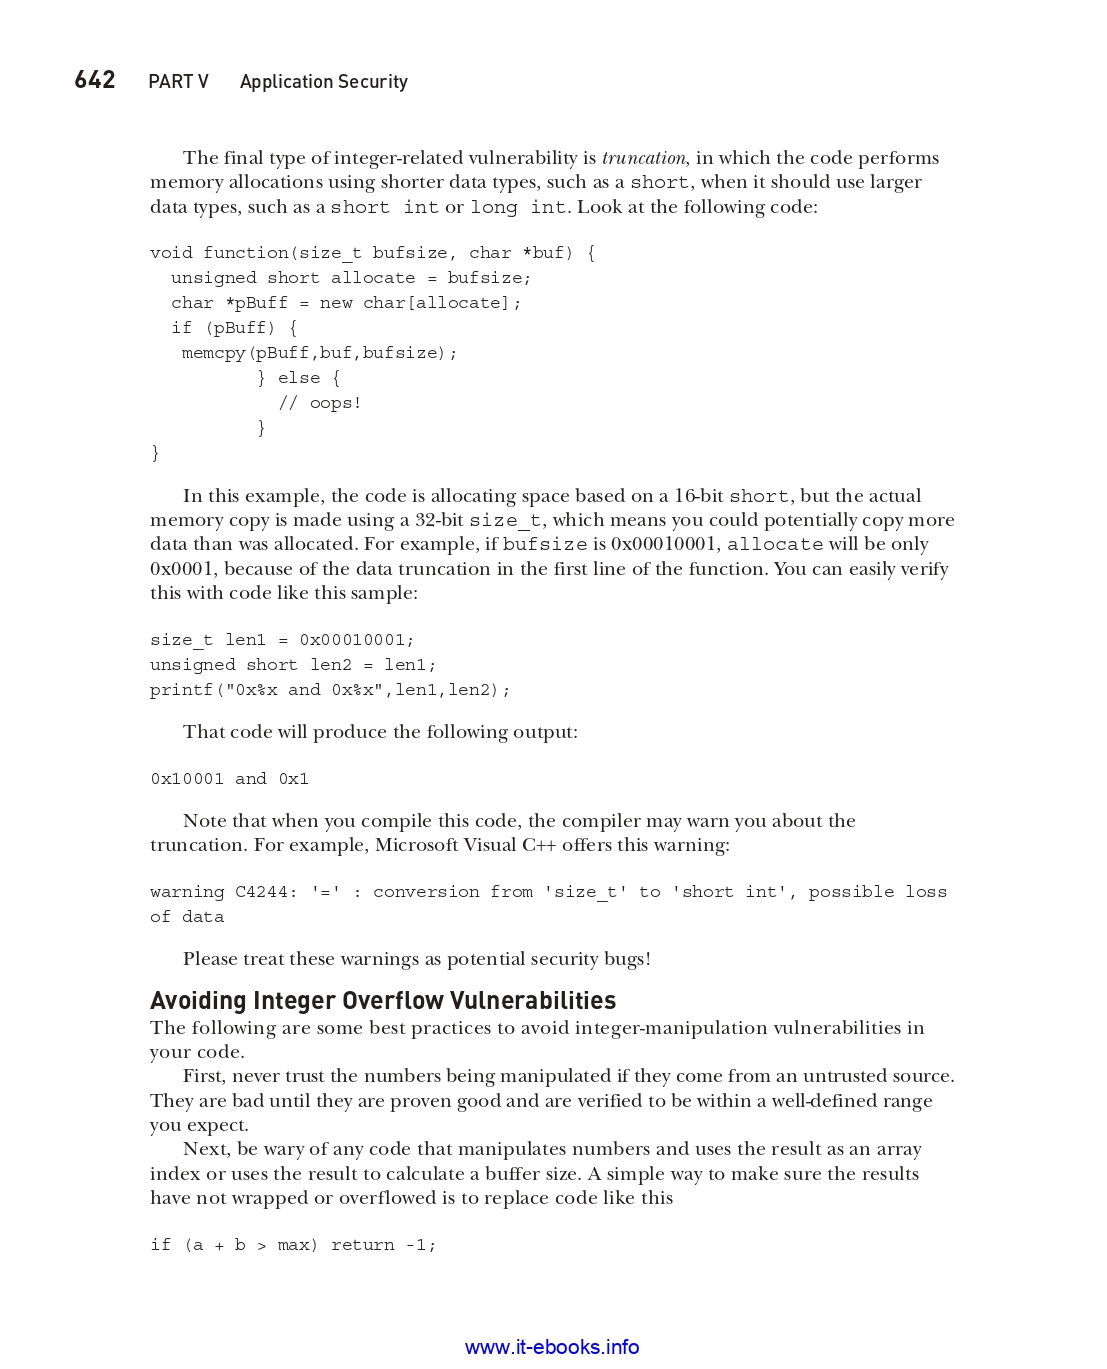 642 PART V Application Security
The final type of integer-related vulnerability is truncation, in which the code performs
memory allocations using shorter data types, such as a short, when it should use larger
data types, such as a short int or long int. Look at the following code:
void function(size_t bufsize, char *buf) {
  unsigned short allocate = bufsize;
  char *pBuff = new char[allocate];
  if (pBuff) {
   memcpy(pBuff,buf,bufsize);
          } else {
            // oops!
          }
}
In this example, the code is allocating space based on a 16-bit short, but the actual
memory copy is made using a 32-bit size_t, which means you could potentially copy more
data than was allocated. For example, if bufsize is 0x00010001, allocate will be only
0x0001, because of the data truncation in the first line of the function. You can easily verify
this with code like this sample:
size_t len1 = 0x00010001;
unsigned short len2 = len1;
printf("0x%x and 0x%x",len1,len2);
That code will produce the following output:
0x10001 and 0x1
Note that when you compile this code, the compiler may warn you about the
truncation. For example, Microsoft Visual C++ offers this warning:
warning C4244: '=' : conversion from 'size_t' to 'short int', possible loss
of data
Please treat these warnings as potential security bugs!
Avoiding Integer Overflow Vulnerabilities
The following are some best practices to avoid integer-manipulation vulnerabilities in
your code.
First, never trust the numbers being manipulated if they come from an untrusted source.
They are bad until they are proven good and are verified to be within a well-defined range
you expect.
Next, be wary of any code that manipulates numbers and uses the result as an array
index or uses the result to calculate a buffer size. A simple way to make sure the results
have not wrapped or overflowed is to replace code like this
if (a + b > max) return -1;
www.it-ebooks.info